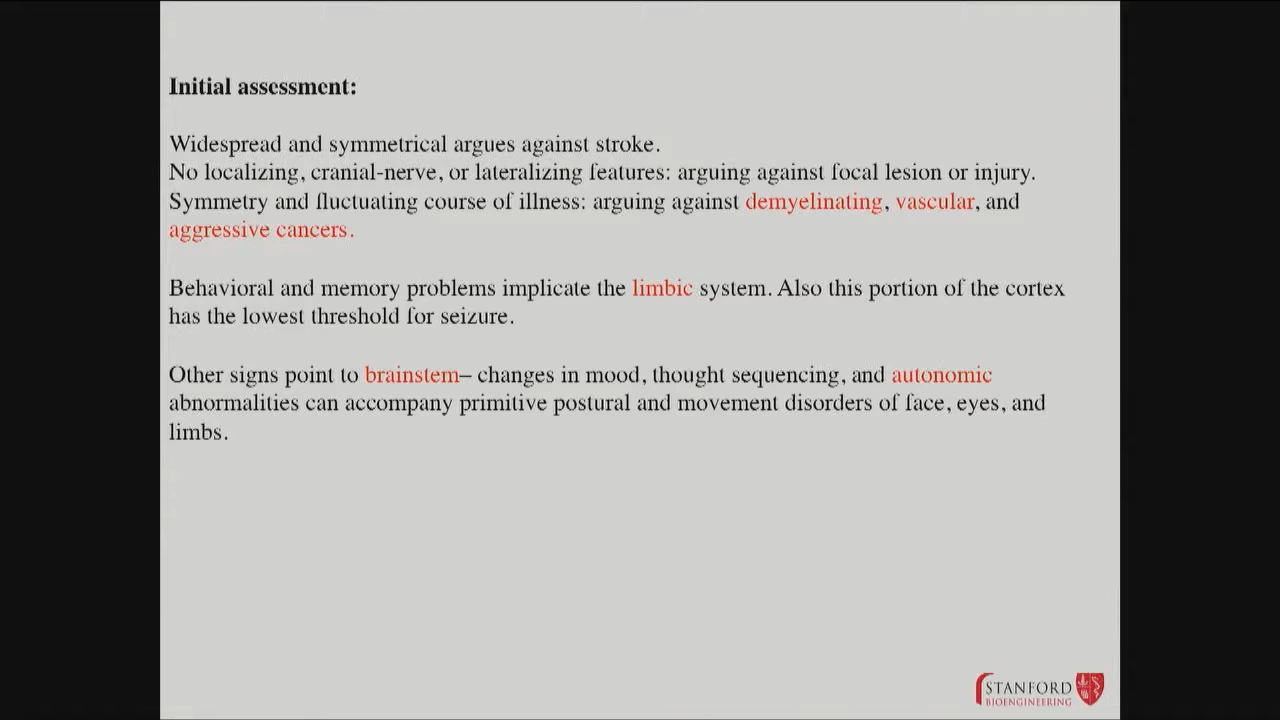 Initial assessment:
Widespread and symmetrical argues against stroke.
No localizing, cranial-nerve, or lateralizing features: arguing against focal lesion or injury.
Symmetry and fluctuating course of illness: arguing against demyelinating, vascular, and
aggressive cancers.
Behavioral and memory problems implicate the limbic system. Also this portion of the cortex
has the lowest threshold for seizure.
Other signs point to brainstem– changes in mood, thought sequencing, and autonomic
abnormalities can accompany primitive postural and movement disorders of face, eyes, and
limbs.
STANFORD
BIOENGINEERING